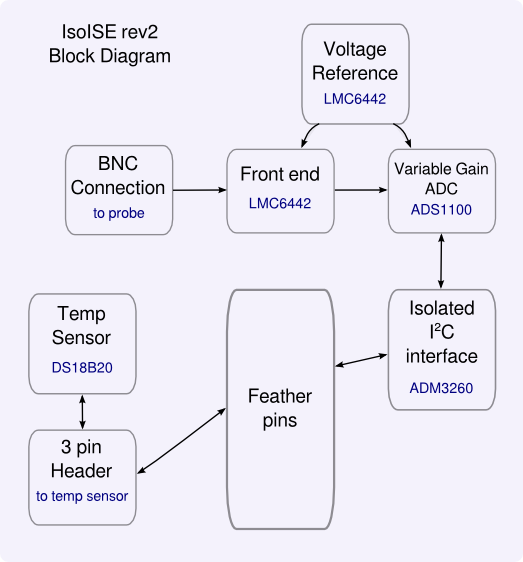 IsoISE rev2
Block Diagram
Voltage
Reference
LMC6442
BNC
Connection
to probe
Front end
LMC6442
Variable Gain
ADC
ADS1100
Temp
Sensor
DS18B20
Feather
pins
Isolated
I²C
interface
ADM3260
3 pin
Header
to temp sensor